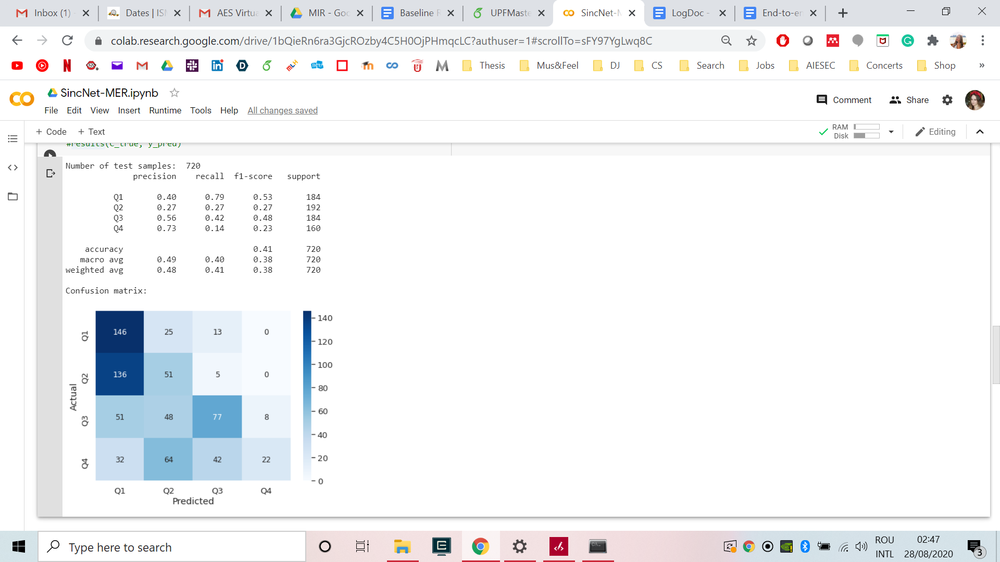 Inbox (1) -
Dates | ISM
AES Virtua
MIR - Goo
Baseline R
UPFMaste
SincNet-M
LogDoc -
End-to-en
colab.research.google.com/drive/1bQieRn6ra3GjcROzby4C5H0OjPHmqcLC?authuser=1#scrollTo=sFY97YgLwq8C
Thesis
Mus&Feel
DJ
CS
Search
Jobs
AIESEC
Concerts
Shop
»
SincNet-MER.ipynb
Comment
Share
File Edit View Insert Runtime Tools Help All changes saved
+ Code + Text
RAM
Disk
Editing
#results(C_true, y_pred)
Number of test samples: 720
precision recall f1-score support
Q1 0.40 0.79 0.53 184
Q2 0.27 0.27 0.27 192
Q3 0.56 0.42 0.48 184
Q4 0.73 0.14 0.23 160
accuracy 0.41 720
macro avg 0.49 0.40 0.38 720
weighted avg 0.48 0.41 0.38 720
Confusion matrix:
Actual
Q1 146 25 13 0
Q2 136 51 5 0
Q3 51 48 77 8
Q4 32 64 42 22
Q1 Q2 Q3 Q4
Predicted
140
120
100
80
60
40
20
0
Type here to search
ROU
INTL
02:47
28/08/2020
3